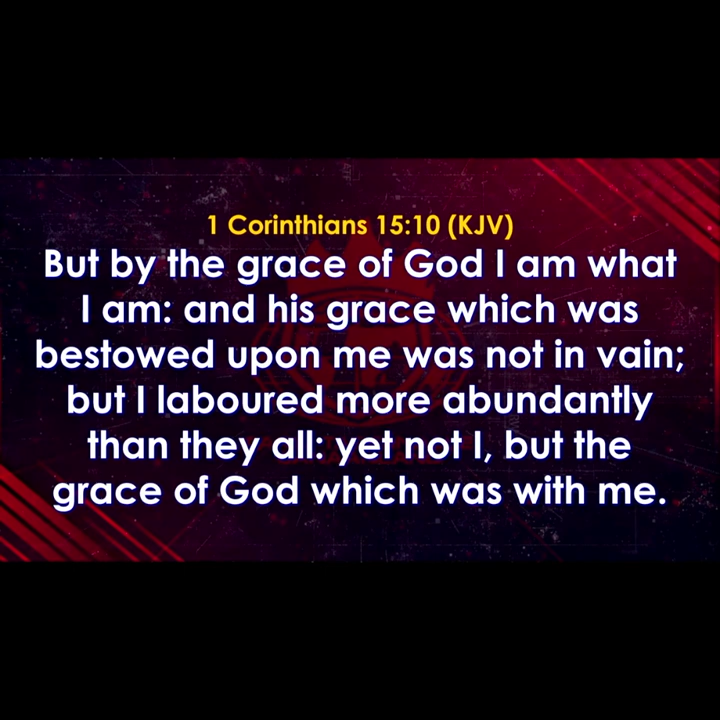 1 Corinthians 15:10 (KJV)
But by the grace of God I am what
I am: and his grace which was
bestowed upon me was not in vain;
but I laboured more abundantly
than they all: yet not I, but the
grace of God which was with me.